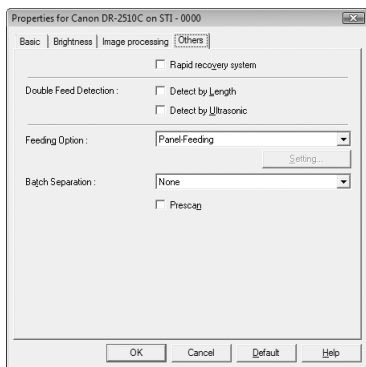 Properties for Canon DR-2510C on STI - 0000
Basic Brightness Image processing Others
Rapid recovery system
Double Feed Detection : Detect by Length
Detect by Ultrasonic
Feeding Option : Panel-Feeding
Setting...
Batch Separation : None
Prescan
OK Cancel Default Help